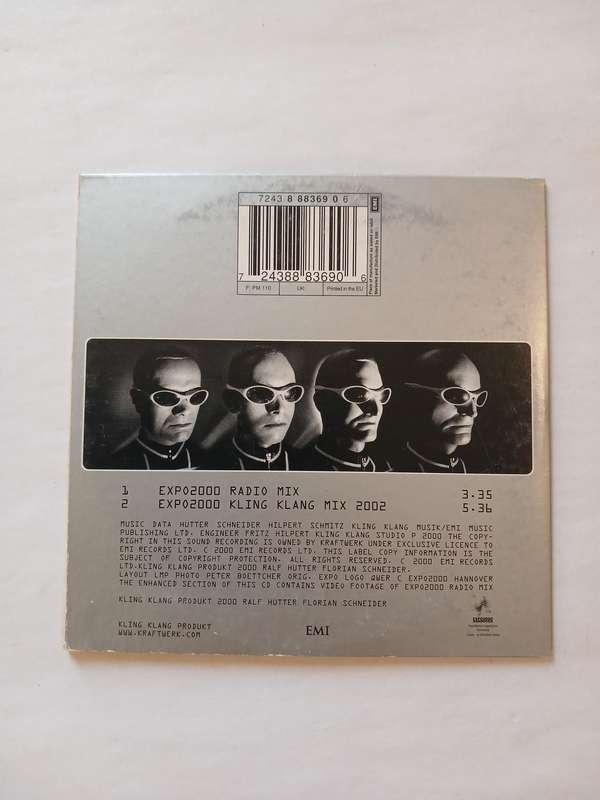 7243 8 88369 0 6
EMI
7 24388 83690 6
F: PM 110
UK:
Printed in the EU
1 EXPO2000 RADIO MIX 3.35
2 EXPO2000 KLING KLANG MIX 2002 5.36
MUSIC DATA HUTTER SCHNEIDER HILPERT SCHMITZ KLING KLANG MUSIK/EMI MUSIC
PUBLISHING LTD. ENGINEER FRITZ HILPERT KLING KLANG STUDIO P 2000 THE COPY-
RIGHT IN THIS SOUND RECORDING IS OWNED BY KRAFTWERK UNDER EXCLUSIVE LICENCE TO
EMI RECORDS LTD. C 2000 EMI RECORDS LTD. THIS LABEL COPY INFORMATION IS THE
SUBJECT OF COPYRIGHT PROTECTION. ALL RIGHTS RESERVED. C 2000 EMI RECORDS
LTD.KLING KLANG PRODUKT 2000 RALF HUTTER FLORIAN SCHNEIDER.
LAYOUT LMP PHOTO PETER BOETTCHER ORIG. EXPO LOGO QWER C EXPO2000 HANNOVER
THE ENHANCED SECTION OF THIS CD CONTAINS VIDEO FOOTAGE OF EXPO2000 RADIO MIX
KLING KLANG PRODUKT 2000 RALF HUTTER FLORIAN SCHNEIDER
KLING KLANG PRODUKT
WWW.KRAFTWERK.COM
EMI